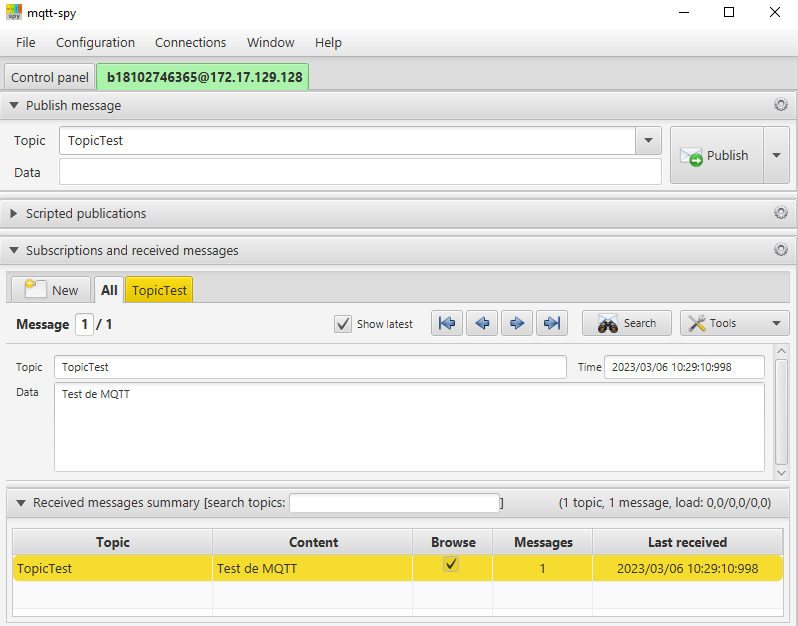 mqtt-spy
File Configuration Connections Window Help
Control panel b18102746365@172.17.129.128
Publish message
Topic TopicTest
Publish
Data
Scripted publications
Subscriptions and received messages
New All TopicTest
Message 1 / 1 Show latest Search Tools
Topic TopicTest Time 2023/03/06 10:29:10:998
Data Test de MQTT
Received messages summary [search topics: ] (1 topic, 1 message, load: 0,0/0,0/0,0)
Topic Content Browse Messages Last received
TopicTest Test de MQTT 1 2023/03/06 10:29:10:998